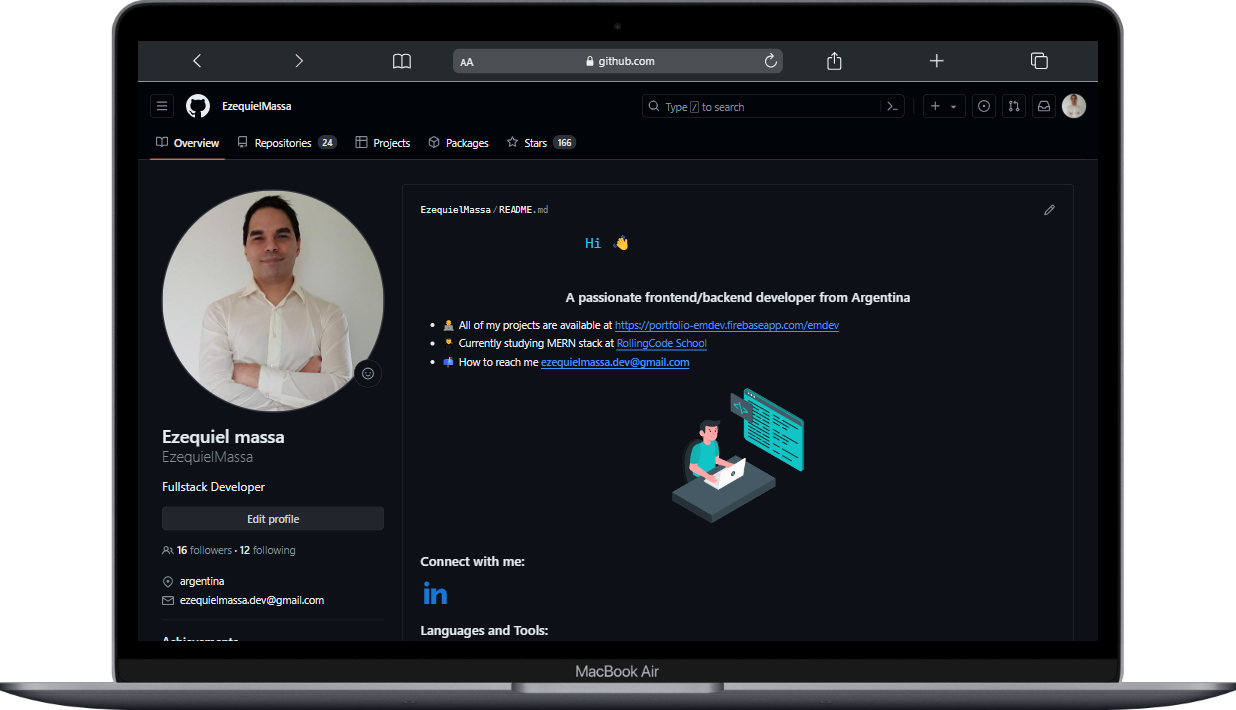 AA github.com
EzequielMassa
Type / to search
Overview Repositories 24 Projects Packages Stars 166
EzequielMassa/README.md
Hi 👋
A passionate frontend/backend developer from Argentina
All of my projects are available at https://portfolio-emdev.firebaseapp.com/emdev
Currently studying MERN stack at RollingCode School
How to reach me ezequielmassa.dev@gmail.com
Ezequiel massa
EzequielMassa
Fullstack Developer
Edit profile
16 followers · 12 following
argentina
ezequielmassa.dev@gmail.com
Achievements
Connect with me:
in
Languages and Tools:
MacBook Air